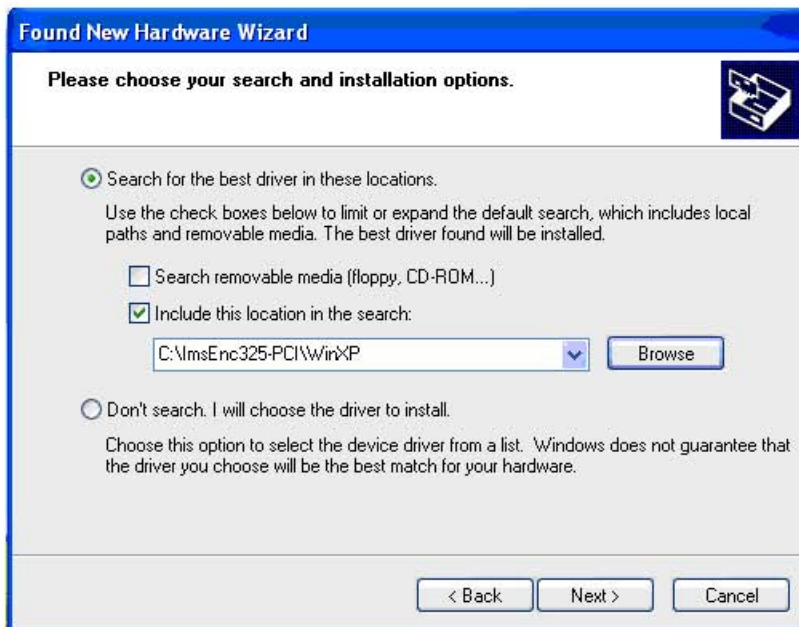 Found New Hardware Wizard
Please choose your search and installation options.
Search for the best driver in these locations.
Use the check boxes below to limit or expand the default search, which includes local
paths and removable media. The best driver found will be installed.
Search removable media (floppy, CD-ROM...)
Include this location in the search:
C:\ImsEnc325-PCI\WinXP
Browse
Don't search. I will choose the driver to install.
Choose this option to select the device driver from a list. Windows does not guarantee that
the driver you choose will be the best match for your hardware.
< Back
Next >
Cancel